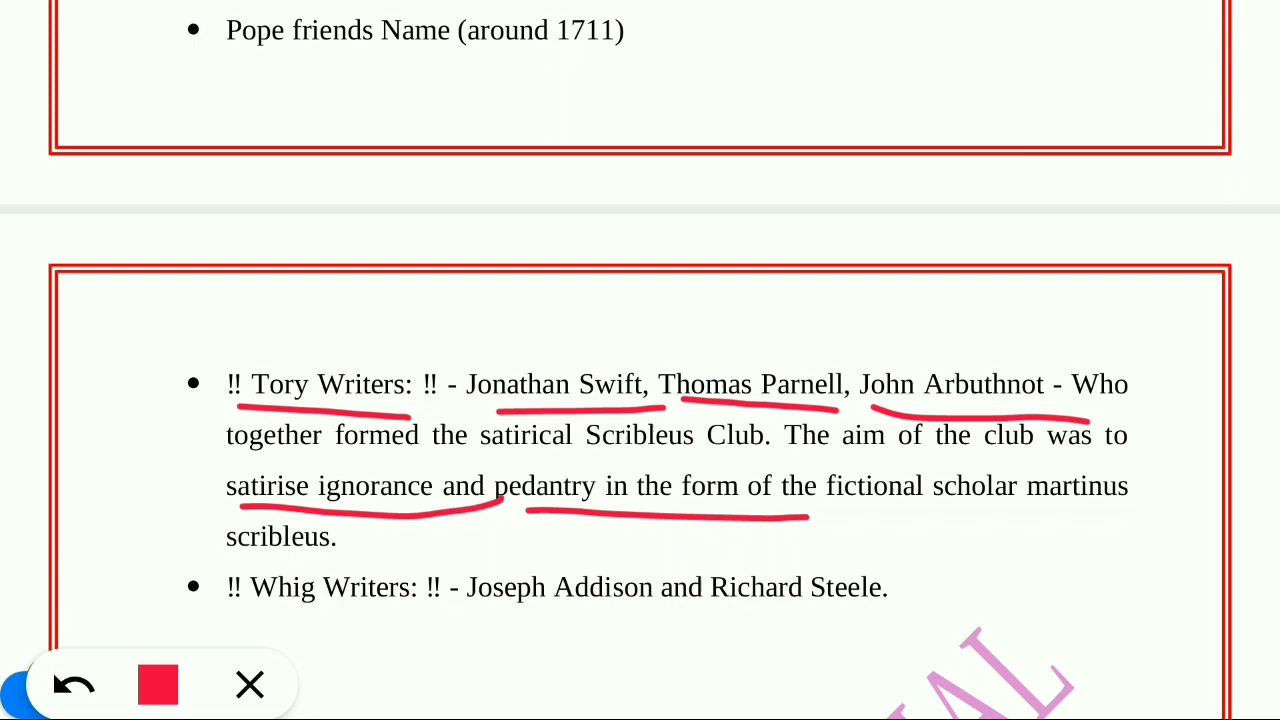 • Pope friends Name (around 1711)
• ‼ Tory Writers: ‼ - Jonathan Swift, Thomas Parnell, John Arbuthnot - Who
together formed the satirical Scribleus Club. The aim of the club was to
satirise ignorance and pedantry in the form of the fictional scholar martinus
scribleus.
• ‼ Whig Writers: ‼ - Joseph Addison and Richard Steele.